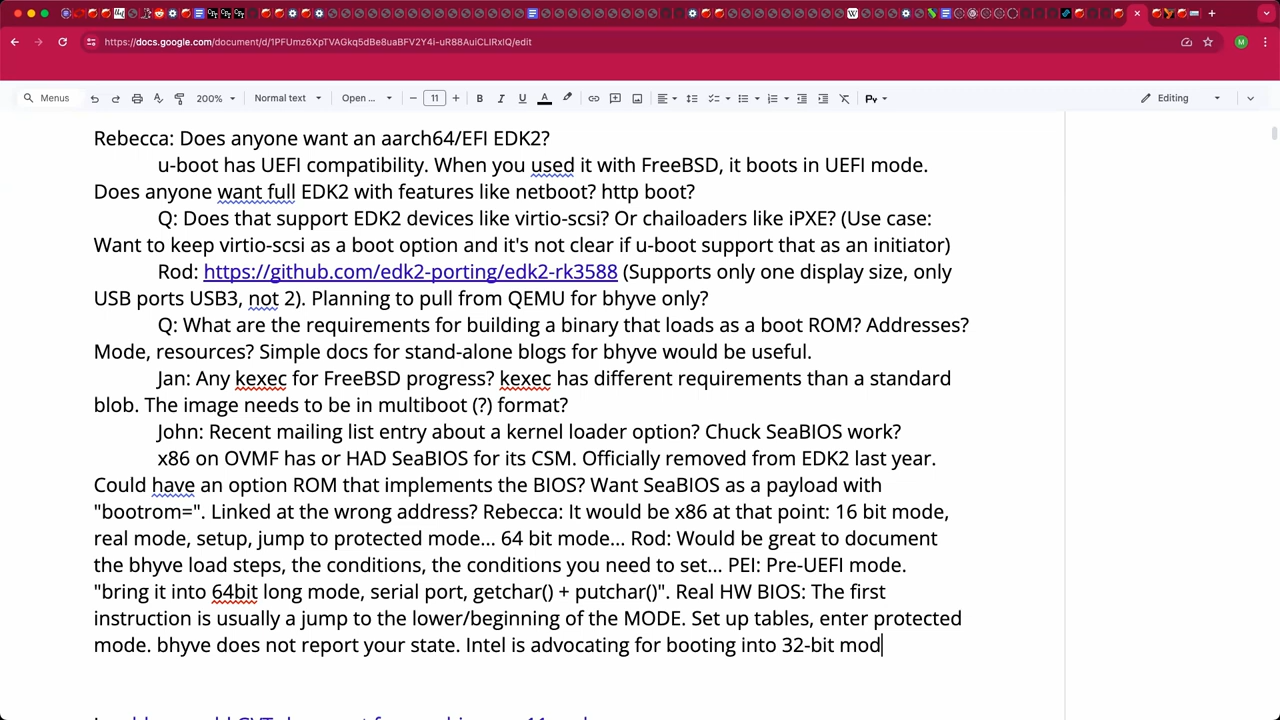 https://docs.google.com/document/d/1PFUmz6XpTVAGkq5dBe8uaBFV2Y4i-uR88AuiCLIRxIQ/edit
Menus 200% Normal text Open ... 11 Editing
Rebecca: Does anyone want an aarch64/EFI EDK2?
u-boot has UEFI compatibility. When you used it with FreeBSD, it boots in UEFI mode.
Does anyone want full EDK2 with features like netboot? http boot?
Q: Does that support EDK2 devices like virtio-scsi? Or chailoaders like iPXE? (Use case:
Want to keep virtio-scsi as a boot option and it's not clear if u-boot support that as an initiator)
Rod: https://github.com/edk2-porting/edk2-rk3588 (Supports only one display size, only
USB ports USB3, not 2). Planning to pull from QEMU for bhyve only?
Q: What are the requirements for building a binary that loads as a boot ROM? Addresses?
Mode, resources? Simple docs for stand-alone blogs for bhyve would be useful.
Jan: Any kexec for FreeBSD progress? kexec has different requirements than a standard
blob. The image needs to be in multiboot (?) format?
John: Recent mailing list entry about a kernel loader option? Chuck SeaBIOS work?
x86 on OVMF has or HAD SeaBIOS for its CSM. Officially removed from EDK2 last year.
Could have an option ROM that implements the BIOS? Want SeaBIOS as a payload with
"bootrom=". Linked at the wrong address? Rebecca: It would be x86 at that point: 16 bit mode,
real mode, setup, jump to protected mode... 64 bit mode... Rod: Would be great to document
the bhyve load steps, the conditions, the conditions you need to set... PEI: Pre-UEFI mode.
"bring it into 64bit long mode, serial port, getchar() + putchar()". Real HW BIOS: The first
instruction is usually a jump to the lower/beginning of the MODE. Set up tables, enter protected
mode. bhyve does not report your state. Intel is advocating for booting into 32-bit mod